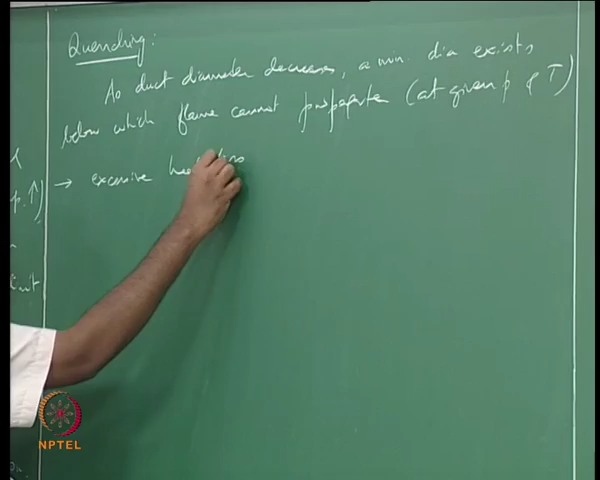 Quenching:
As duct diameter decreases, a min. dia exists
below which flame cannot propagate (at given p & T)
→ excessive heat loss
p. ↑)
NPTEL